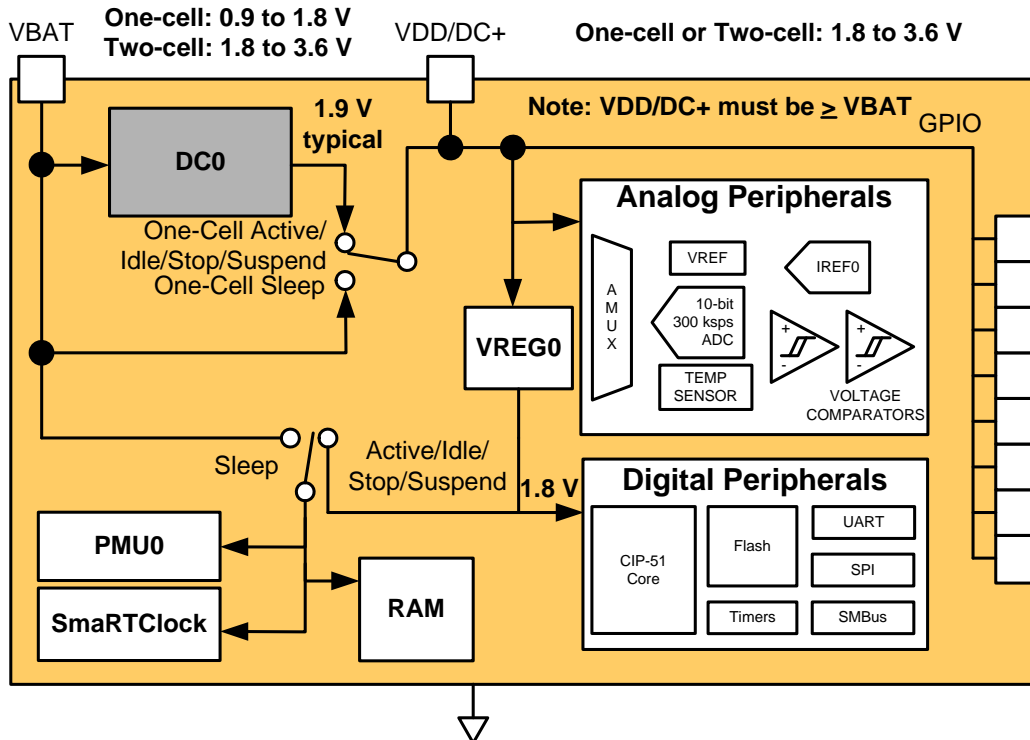 VBAT
One-cell: 0.9 to 1.8 V
Two-cell: 1.8 to 3.6 V
VDD/DC+
One-cell or Two-cell: 1.8 to 3.6 V
Note: VDD/DC+ must be ≥ VBAT
GPIO
1.9 V
typical
DC0
One-Cell Active/
Idle/Stop/Suspend
One-Cell Sleep
VREG0
Analog Peripherals
AMUX
VREF
IREF0
10-bit
300 ksps
ADC
TEMP
SENSOR
+
-
+
-
VOLTAGE
COMPARATORS
Sleep
Active/Idle/
Stop/Suspend
1.8 V
Digital Peripherals
CIP-51
Core
Flash
Timers
UART
SPI
SMBus
PMU0
SmaRTClock
RAM